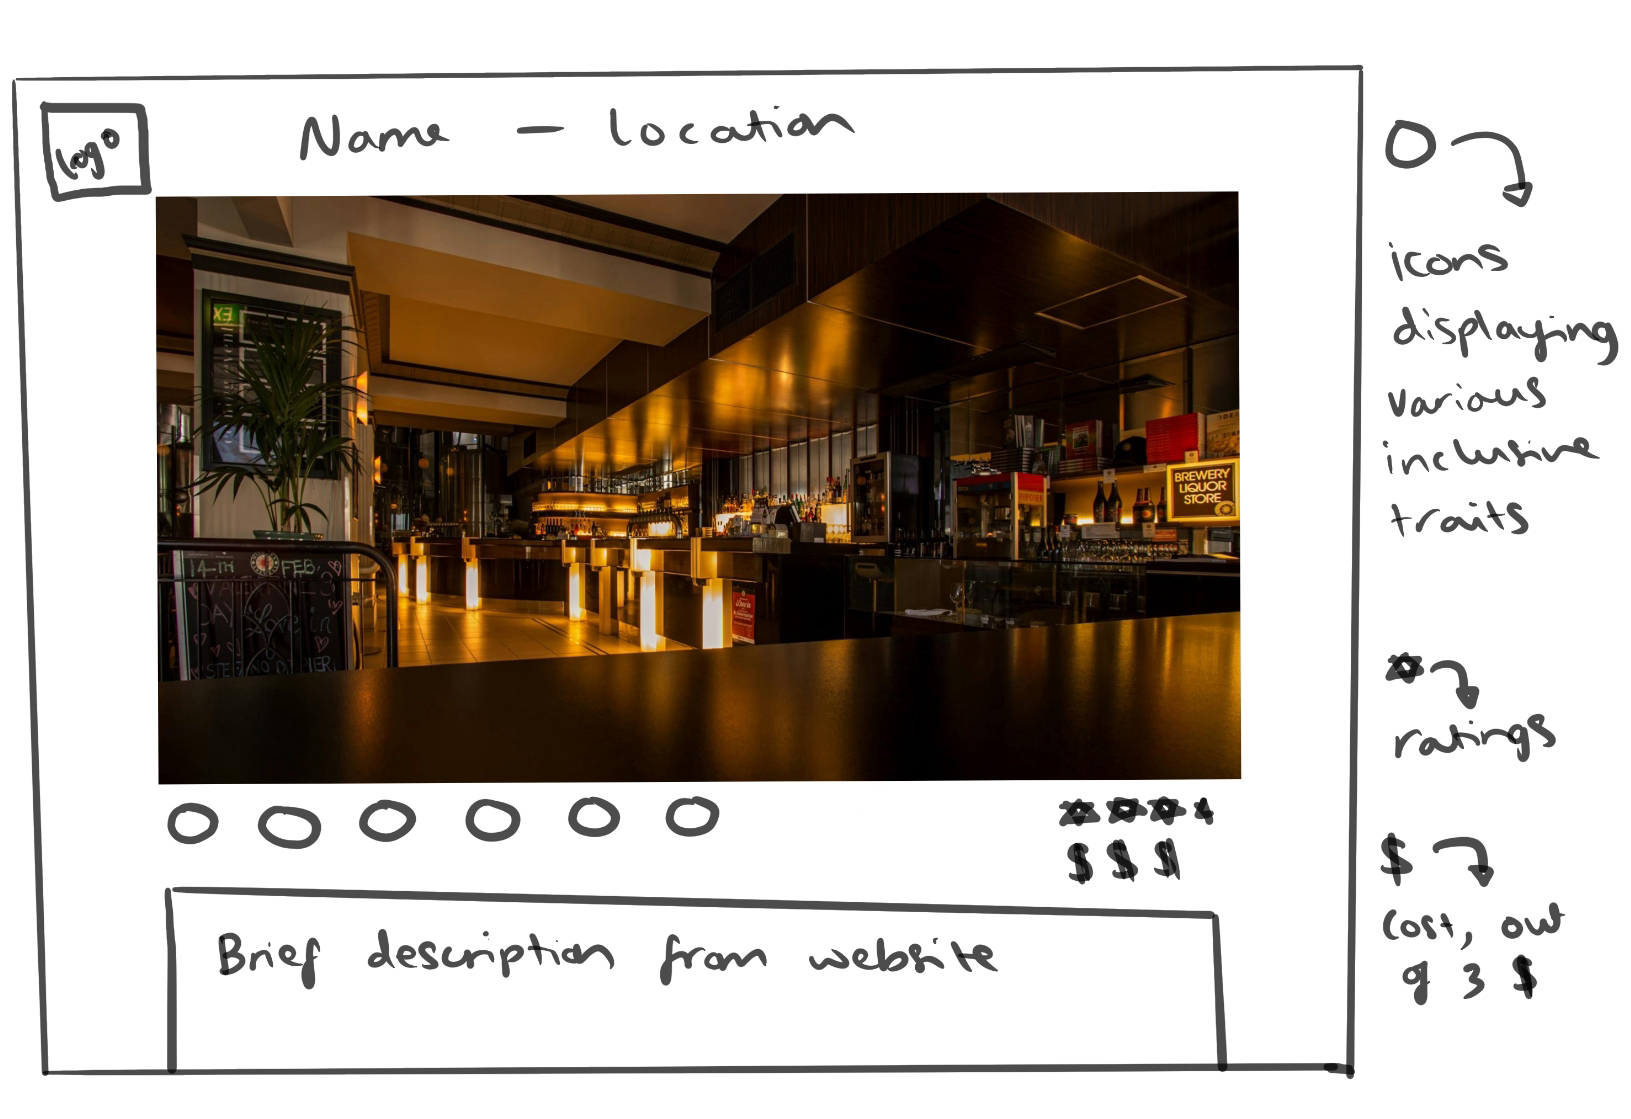 logo
Name - location
EX
BREWERY
LIQUOR
STORE
14TH FEB
Brief description from website
$$$
icons
displaying
various
inclusive
traits
ratings
$
cost, out
of 3 $